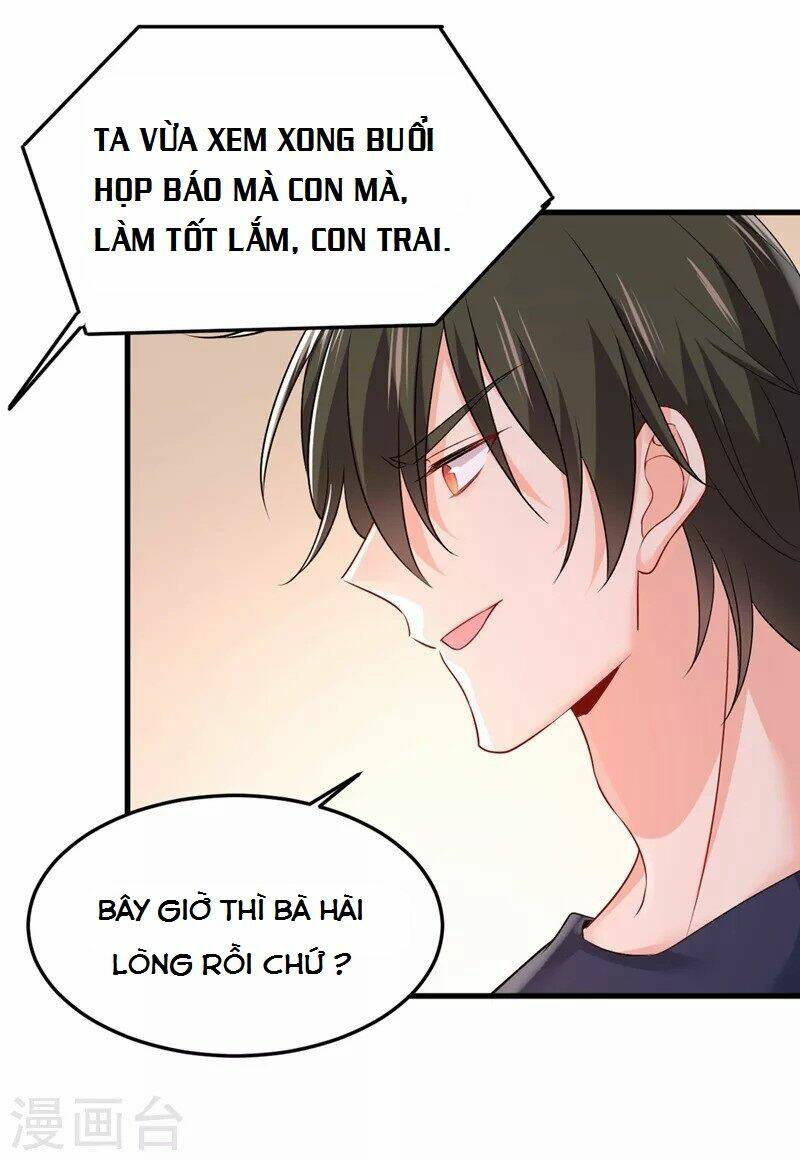 TA VỪA XEM XONG BUỔI
HỌP BÁO MÀ CON MÀ,
LÀM TỐT LẮM, CON TRAI.
BÂY GIỜ THÌ BÀ HÀI
LÒNG RỒI CHỨ ?
漫画台